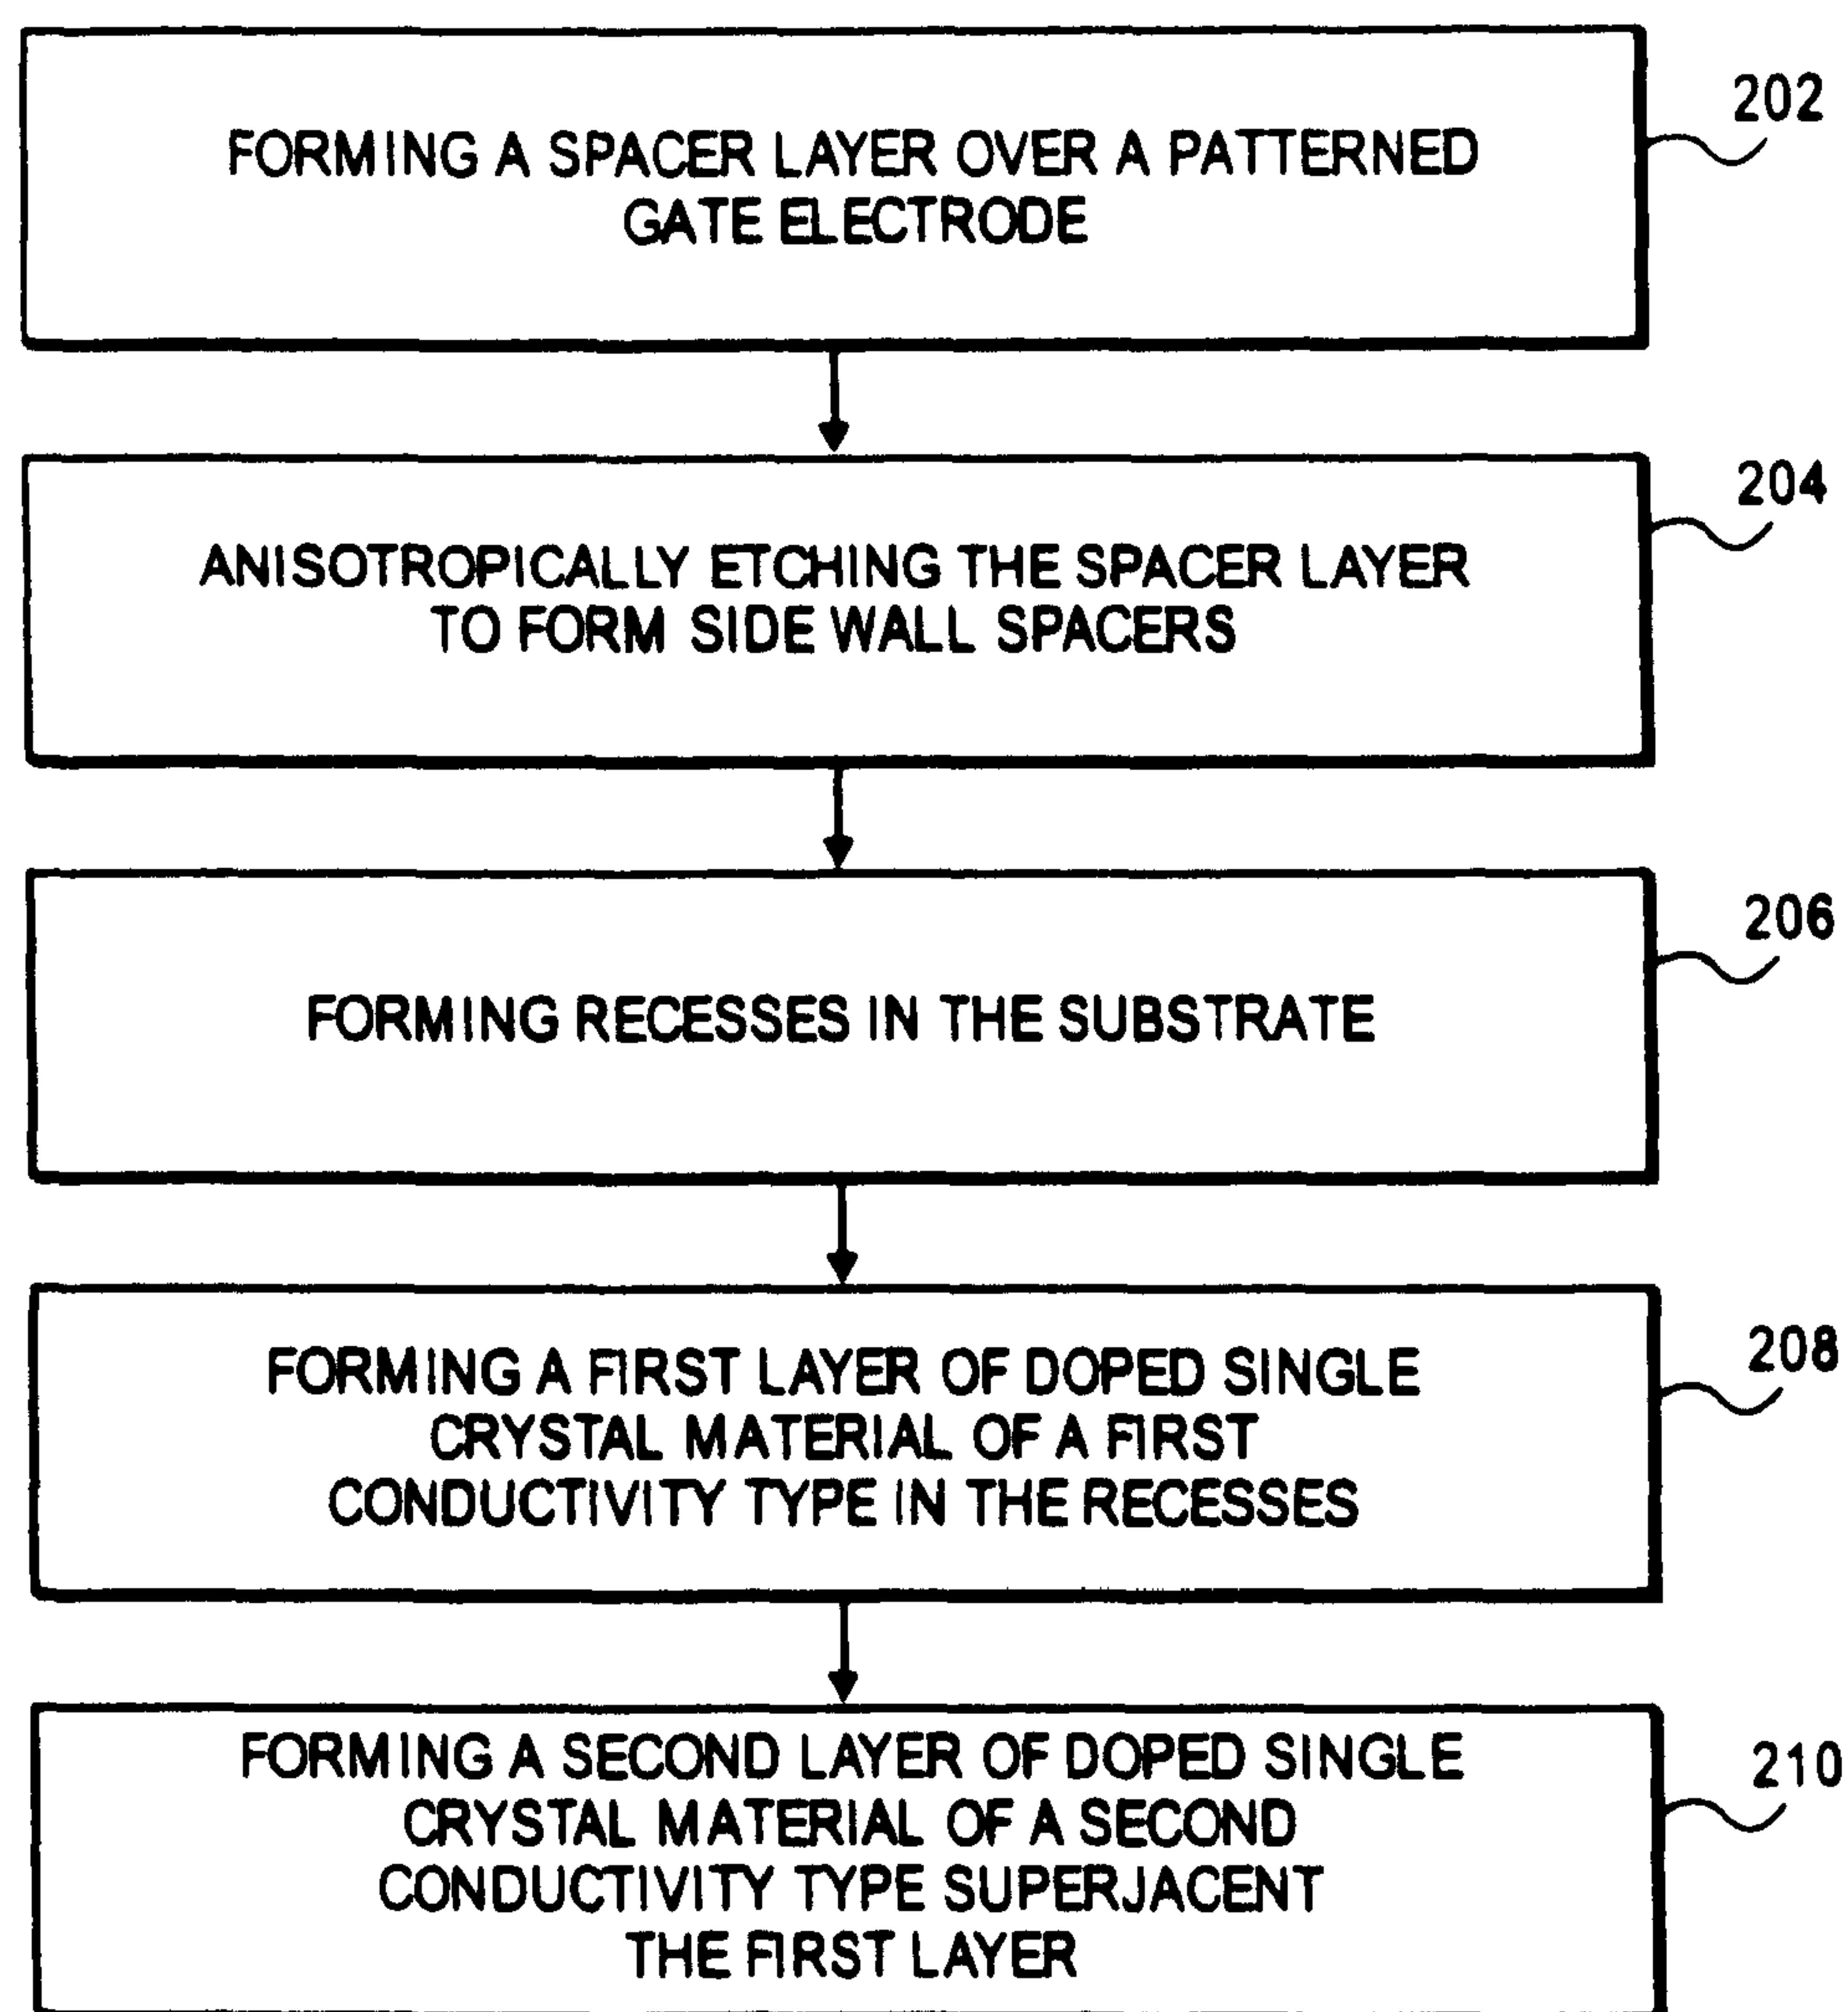 202
FORMING A SPACER LAYER OVER A PATTERNED
GATE ELECTRODE
204
ANISOTROPICALLY ETCHING THE SPACER LAYER
TO FORM SIDE WALL SPACERS
206
FORMING RECESSES IN THE SUBSTRATE
208
FORMING A FIRST LAYER OF DOPED SINGLE
CRYSTAL MATERIAL OF A FIRST
CONDUCTIVITY TYPE IN THE RECESSES
210
FORMING A SECOND LAYER OF DOPED SINGLE
CRYSTAL MATERIAL OF A SECOND
CONDUCTIVITY TYPE SUPERJACENT
THE FIRST LAYER